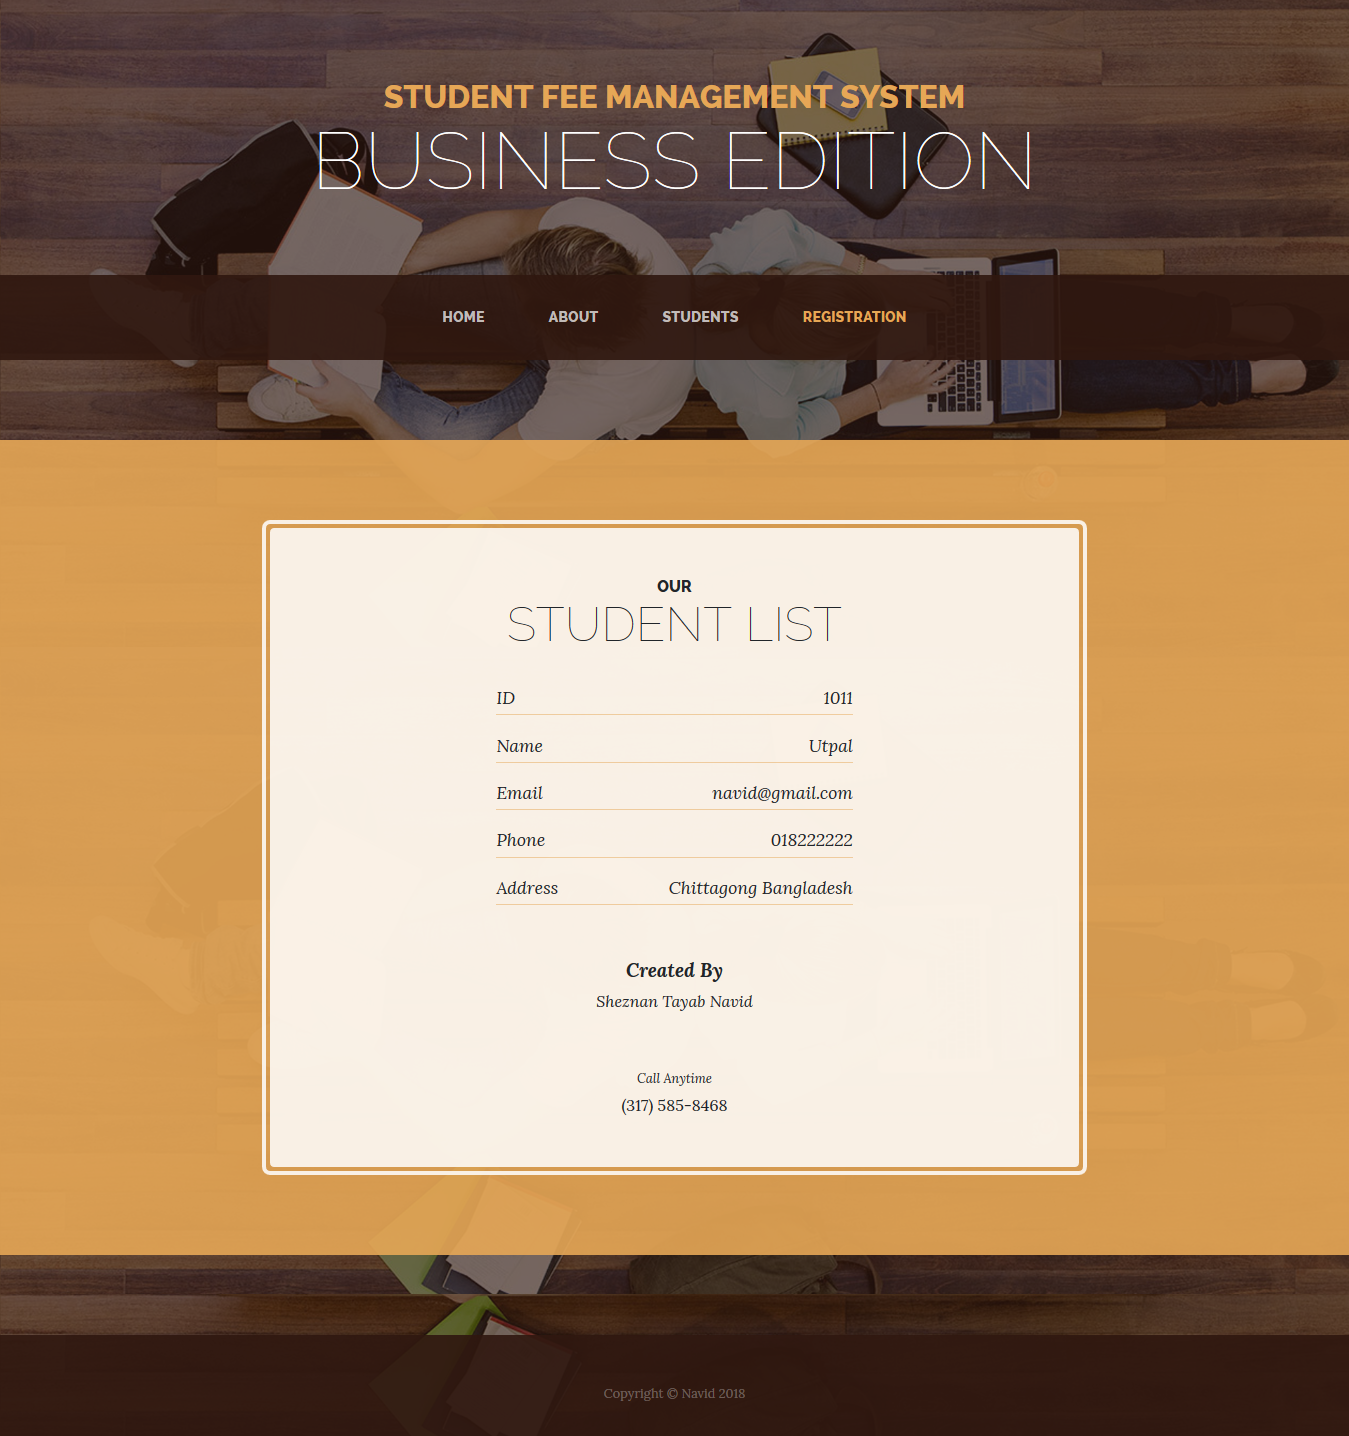 STUDENT FEE MANAGEMENT SYSTEM
BUSINESS EDITION
HOME ABOUT STUDENTS REGISTRATION
OUR
STUDENT LIST
ID 1011
Name Utpal
Email navid@gmail.com
Phone 018222222
Address Chittagong Bangladesh
Created By
Sheznan Tayab Navid
Call Anytime
(317) 585-8468
Copyright © Navid 2018